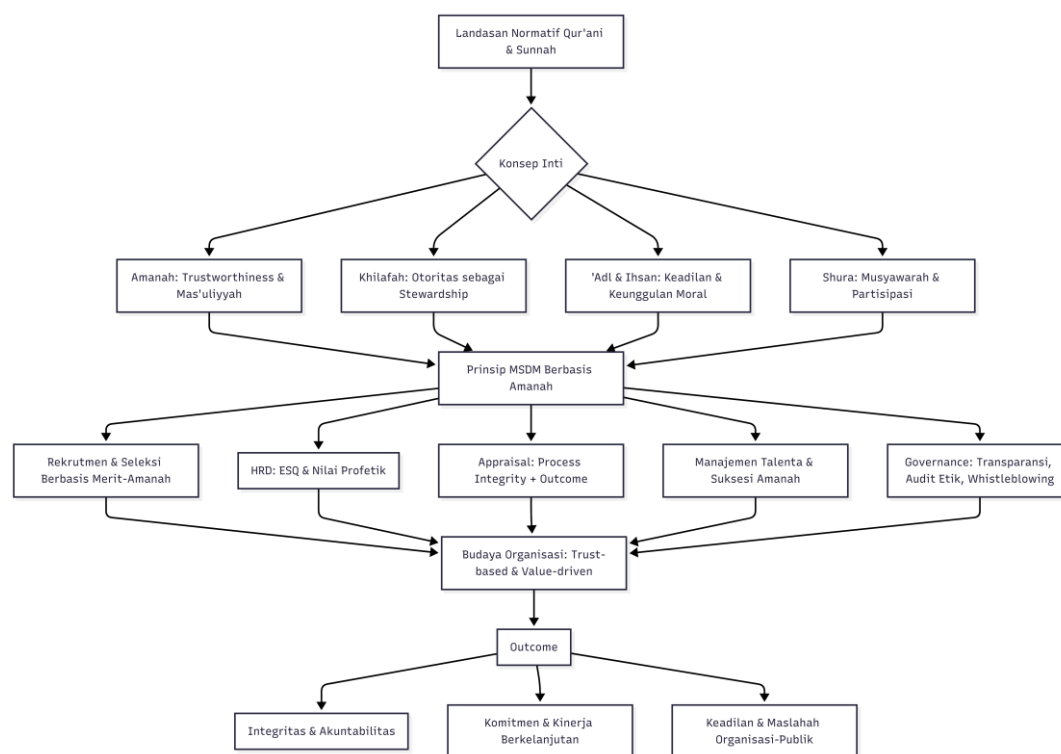 Landasan Normatif Qur'ani
& Sunnah
Konsep Inti
Amanah: Trustworthiness &
Mas'uliyyah
Khilafah: Otoritas sebagai
Stewardship
'Adl & Ihsan: Keadilan &
Keunggulan Moral
Shura: Musyawarah &
Partisipasi
Prinsip MSDM Berbasis
Amanah
Rekrutmen & Seleksi
Berbasis Merit-Amanah
HRD: ESQ & Nilai Profetik
Appraisal: Process
Integrity + Outcome
Manajemen Talenta &
Suksesi Amanah
Governance: Transparansi,
Audit Etik, Whistleblowing
Budaya Organisasi: Trust-
based & Value-driven
Outcome
Integritas & Akuntabilitas
Komitmen & Kinerja
Berkelanjutan
Keadilan & Maslahah
Organisasi-Publik